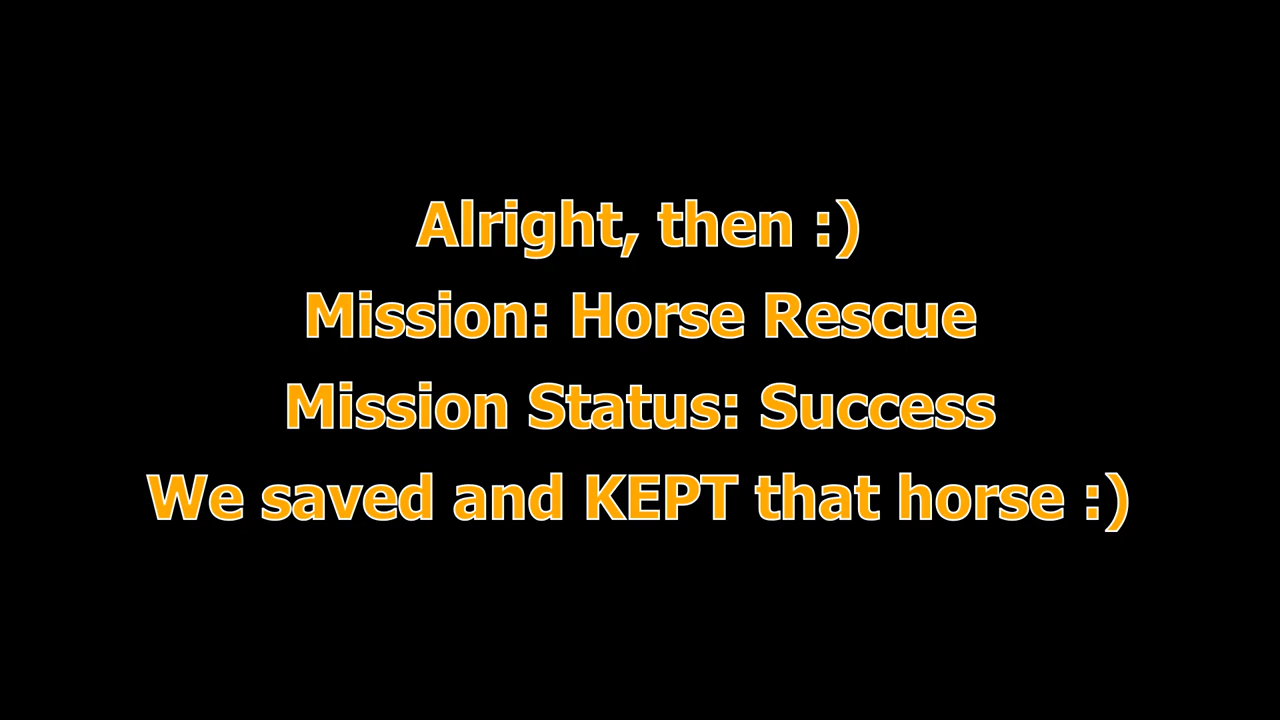 Alright, then :)
Mission: Horse Rescue
Mission Status: Success
We saved and KEPT that horse :)